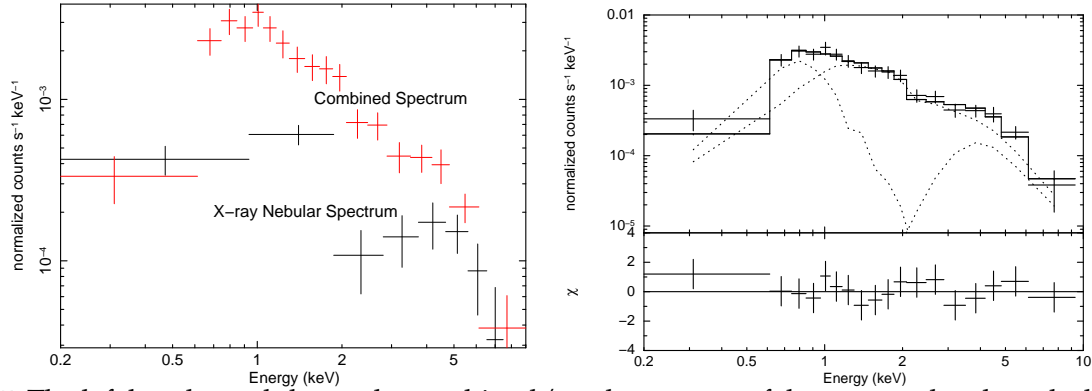 normalized counts s⁻¹ keV⁻¹
10⁻³
10⁻⁴
Combined Spectrum
X-ray Nebular Spectrum
0.2 0.5 1 2 5
Energy (keV)
normalized counts s⁻¹ keV⁻¹
0.01
10⁻³
10⁻⁴
10⁻⁵
χ
4
2
0
−2
−4
0.2 0.5 1 2 5 10
Energy (keV)